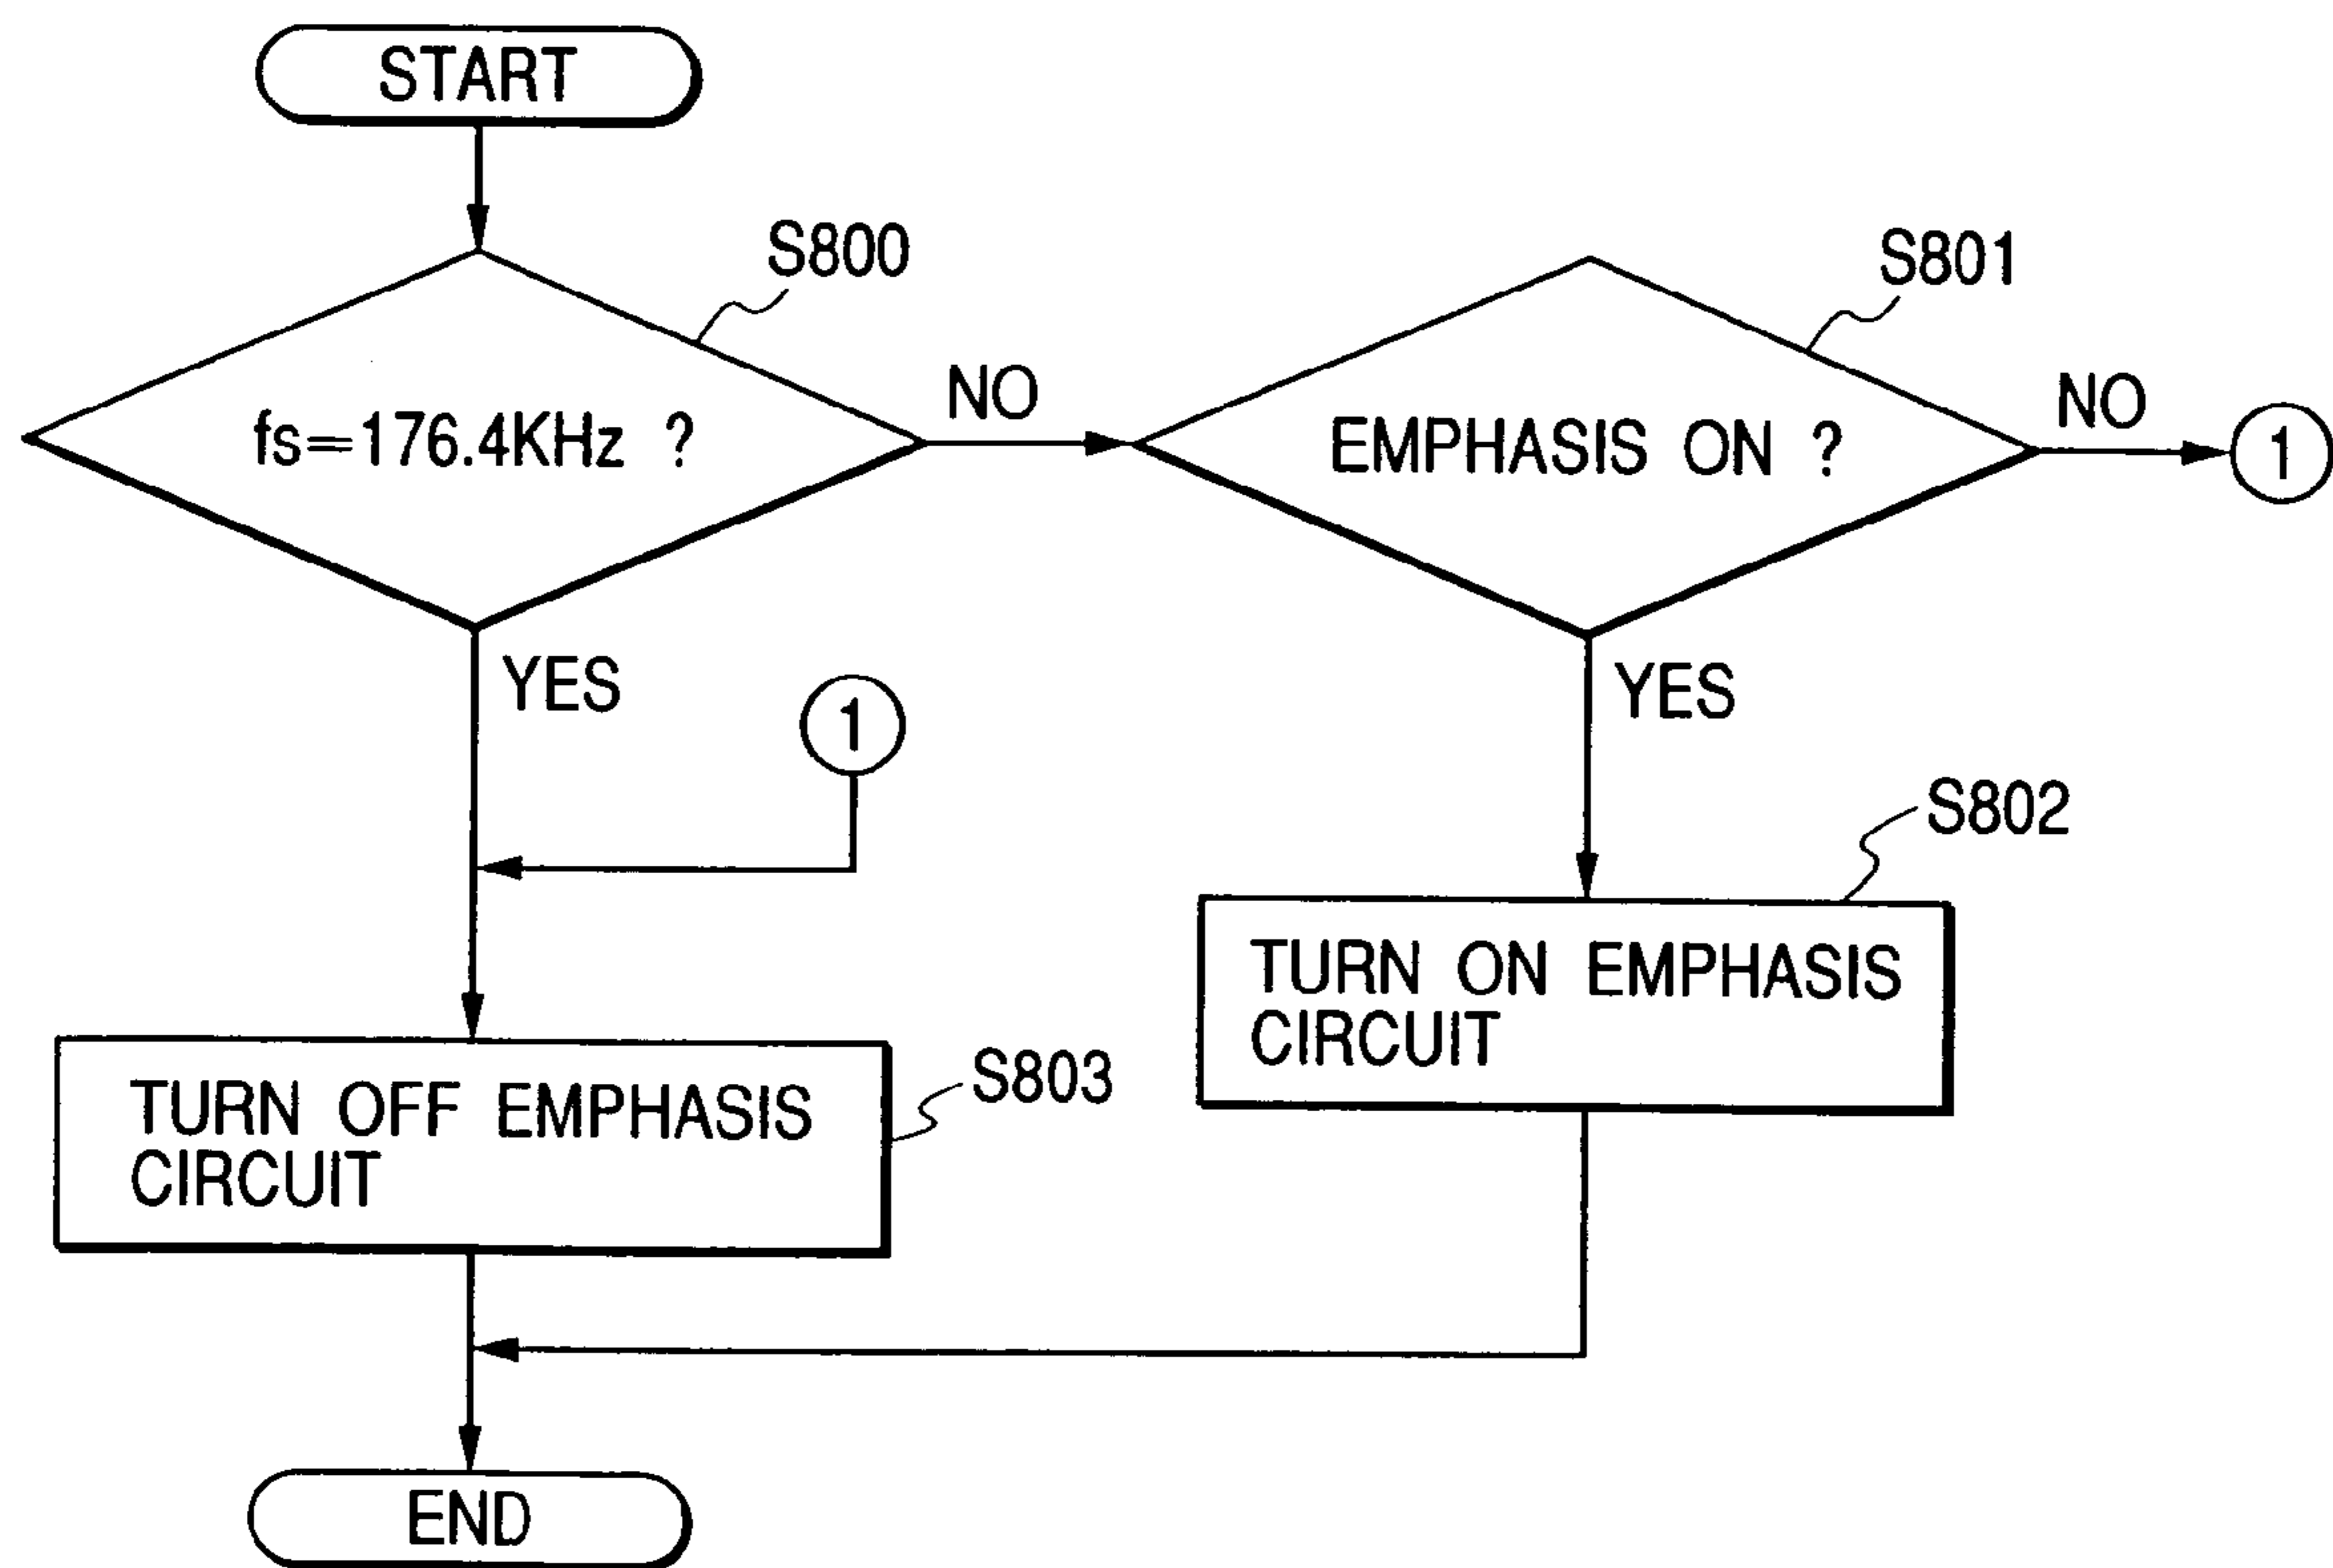 START
S800
S801
fs=176.4KHz ?
NO
EMPHASIS ON ?
NO
1
YES
1
YES
S802
TURN ON EMPHASIS
CIRCUIT
S803
TURN OFF EMPHASIS
CIRCUIT
END